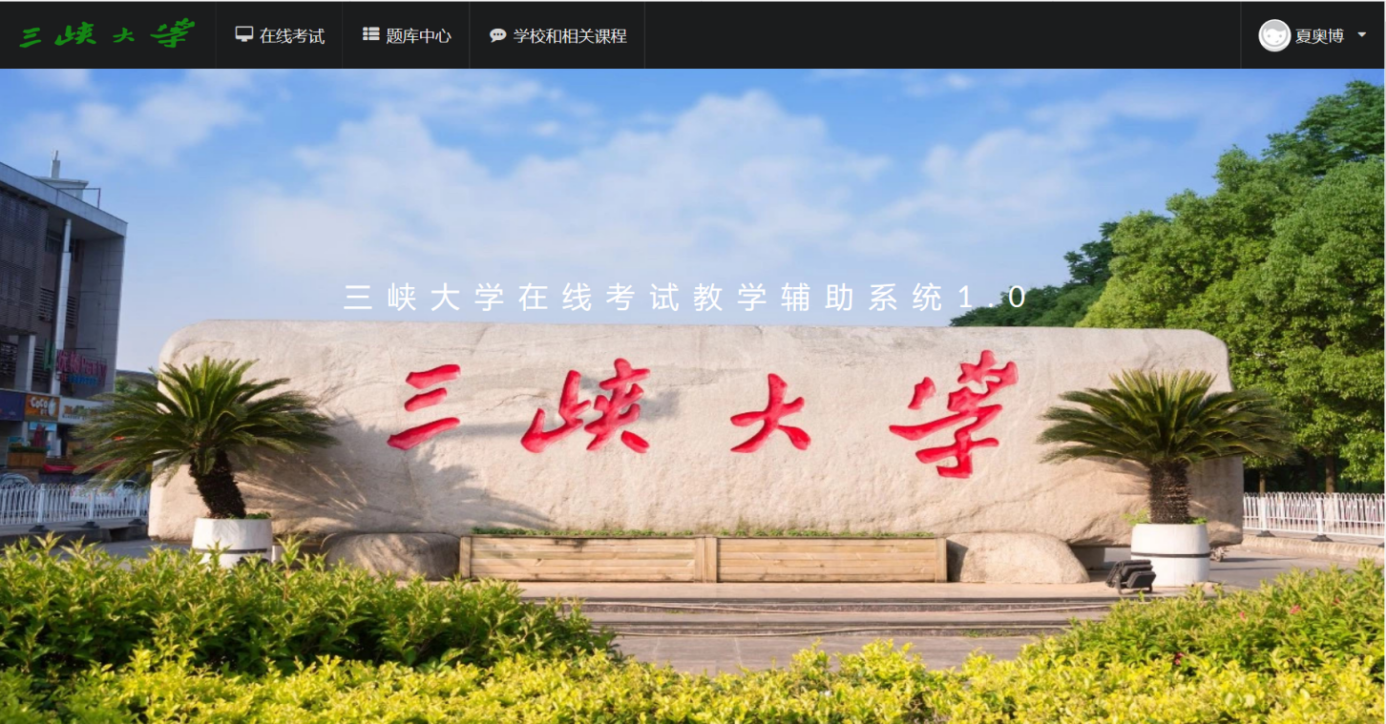 三峡大学
在线考试
题库中心
学校和相关课程
夏奥博
三峡大学在线考试教学辅助系统1.0
三峡大学
CoCo